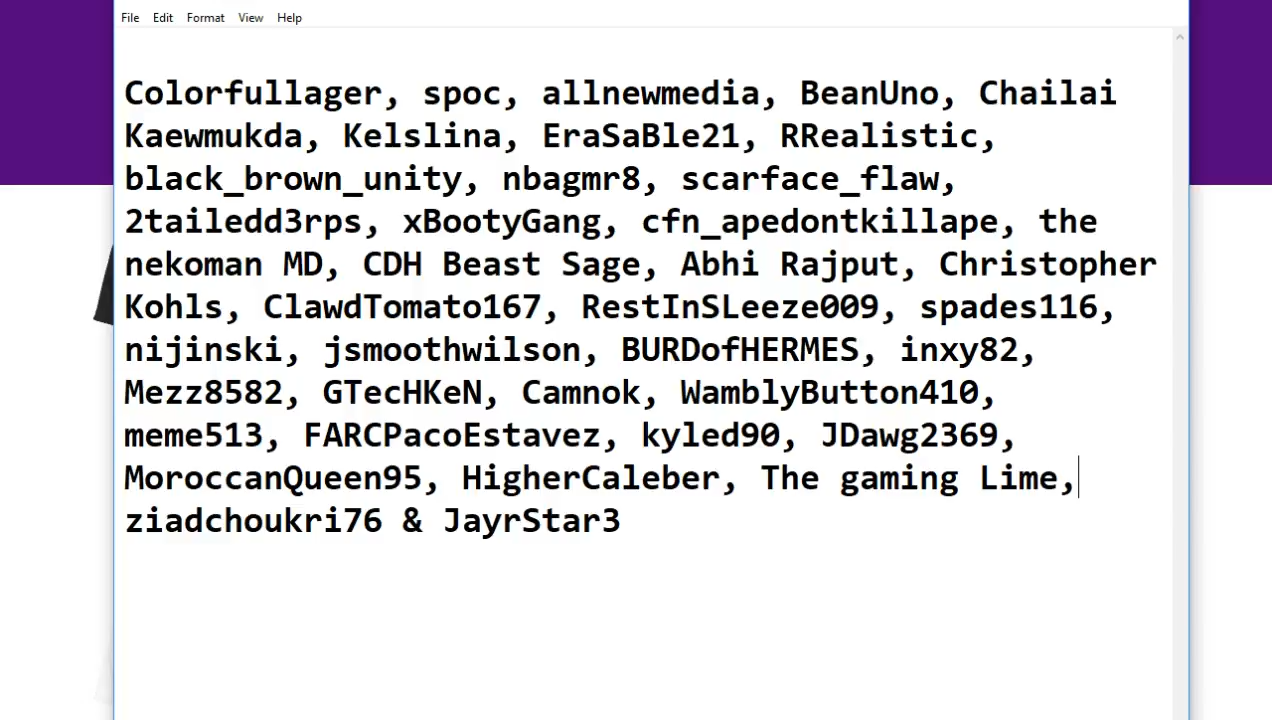 File Edit Format View Help
Colorfullager, spoc, allnewmedia, BeanUno, Chailai
Kaewmukda, Kelslina, EraSaBle21, RRealistic,
black_brown_unity, nbagmr8, scarface_flaw,
2tailedd3rps, xBootyGang, cfn_apedontkillape, the
nekoman MD, CDH Beast Sage, Abhi Rajput, Christopher
Kohls, ClawdTomato167, RestInSLeeze009, spades116,
nijinski, jsmoothwilson, BURDofHERMES, inxy82,
Mezz8582, GTecHKeN, Camnok, WamblyButton410,
meme513, FARCPacoEstavez, kyled90, JDawg2369,
MoroccanQueen95, HigherCaleber, The gaming Lime,
ziadchoukri76 & JayrStar3